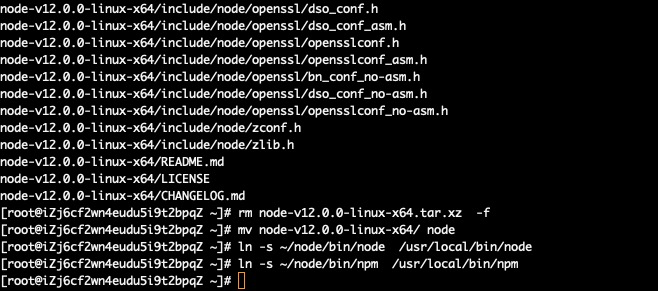 node-v12.0.0-linux-x64/include/node/openssl/dso_conf.h
node-v12.0.0-linux-x64/include/node/openssl/dso_conf_asm.h
node-v12.0.0-linux-x64/include/node/openssl/opensslconf.h
node-v12.0.0-linux-x64/include/node/openssl/opensslconf_asm.h
node-v12.0.0-linux-x64/include/node/openssl/bn_conf_no-asm.h
node-v12.0.0-linux-x64/include/node/openssl/dso_conf_no-asm.h
node-v12.0.0-linux-x64/include/node/openssl/opensslconf_no-asm.h
node-v12.0.0-linux-x64/include/node/zconf.h
node-v12.0.0-linux-x64/include/node/zlib.h
node-v12.0.0-linux-x64/README.md
node-v12.0.0-linux-x64/LICENSE
node-v12.0.0-linux-x64/CHANGELOG.md
[root@iZj6cf2wn4eudu5i9t2bpqZ ~]# rm node-v12.0.0-linux-x64.tar.xz  -f
[root@iZj6cf2wn4eudu5i9t2bpqZ ~]# mv node-v12.0.0-linux-x64/ node
[root@iZj6cf2wn4eudu5i9t2bpqZ ~]# ln -s ~/node/bin/node  /usr/local/bin/node
[root@iZj6cf2wn4eudu5i9t2bpqZ ~]# ln -s ~/node/bin/npm  /usr/local/bin/npm
[root@iZj6cf2wn4eudu5i9t2bpqZ ~]#